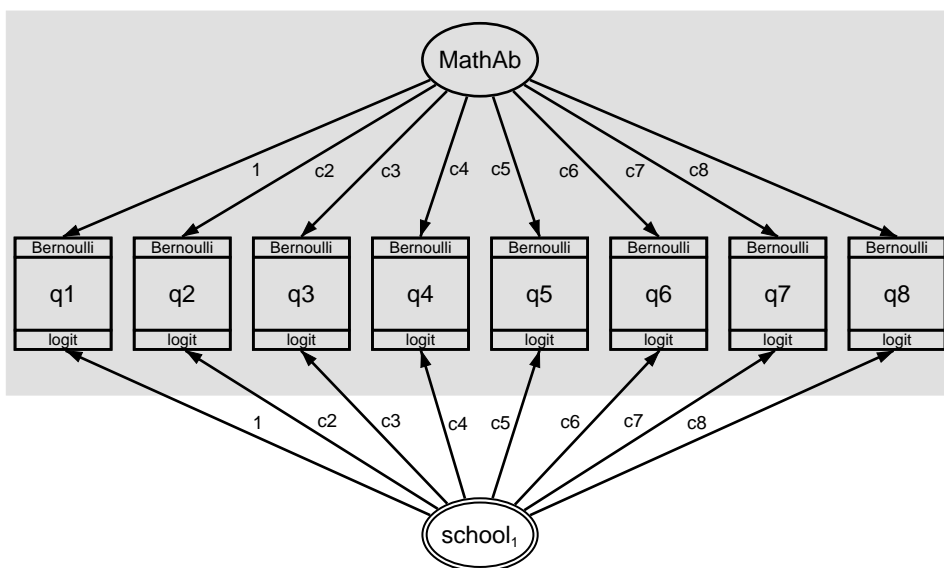 MathAb
1 c2 c3 c4 c5 c6 c7 c8
Bernoulli Bernoulli Bernoulli Bernoulli Bernoulli Bernoulli Bernoulli Bernoulli
q1 q2 q3 q4 q5 q6 q7 q8
logit logit logit logit logit logit logit logit
1 c2 c3 c4 c5 c6 c7 c8
school₁